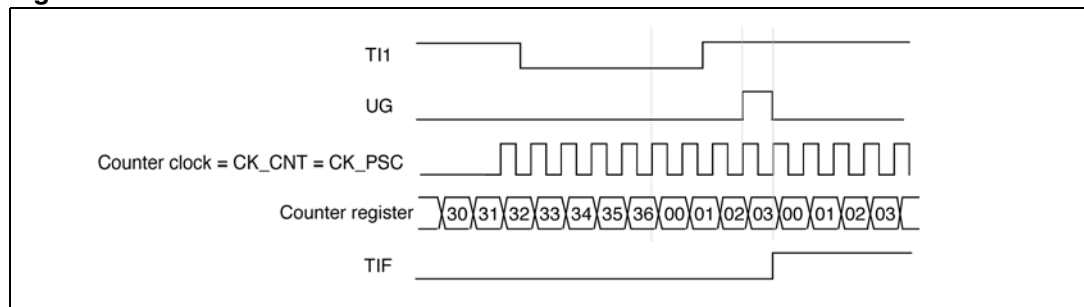 TI1
UG
Counter clock = CK_CNT = CK_PSC
Counter register 30 31 32 33 34 35 36 00 01 02 03 00 01 02 03
TIF